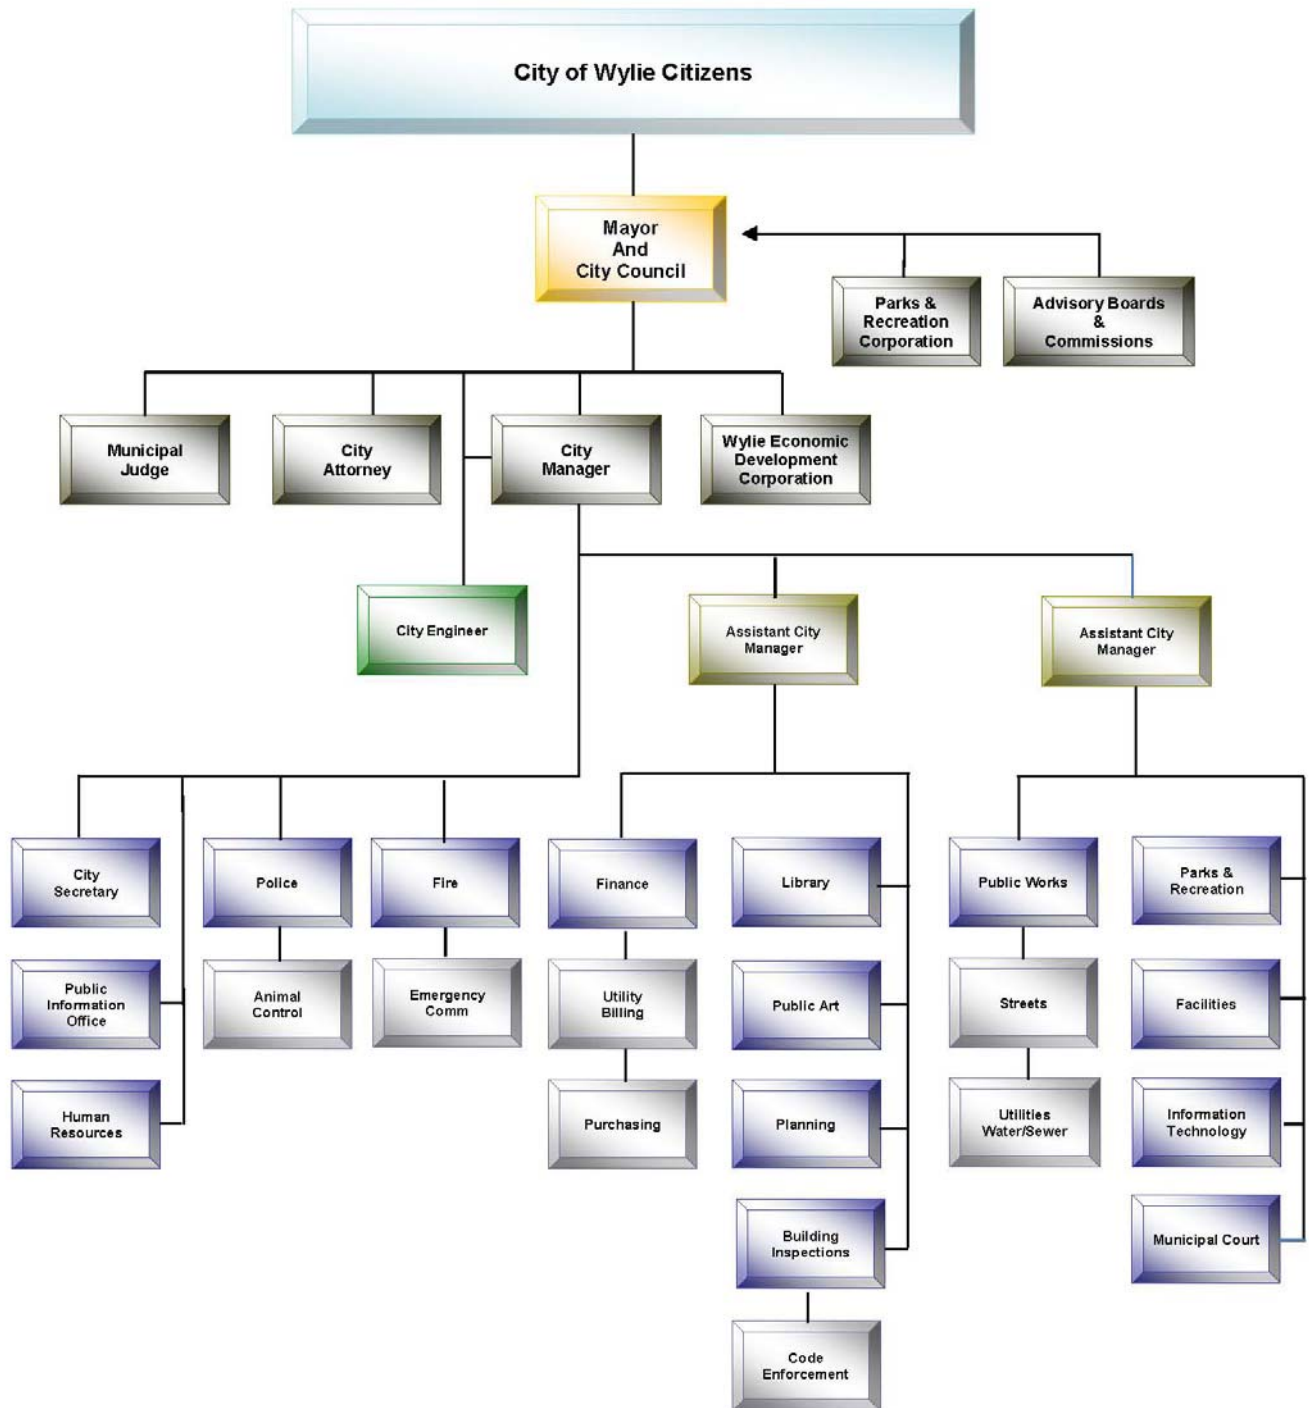 City of Wylie Citizens
Mayor
And
City Council
Parks &
Recreation
Corporation
Advisory Boards
&
Commissions
Municipal
Judge
City
Attorney
City
Manager
Wylie Economic
Development
Corporation
City Engineer
Assistant City
Manager
Assistant City
Manager
City
Secretary
Police
Fire
Finance
Library
Public Works
Parks &
Recreation
Public
Information
Office
Animal
Control
Emergency
Comm
Utility
Billing
Public Art
Streets
Facilities
Human
Resources
Purchasing
Planning
Utilities
Water/Sewer
Information
Technology
Building
Inspections
Municipal Court
Code
Enforcement